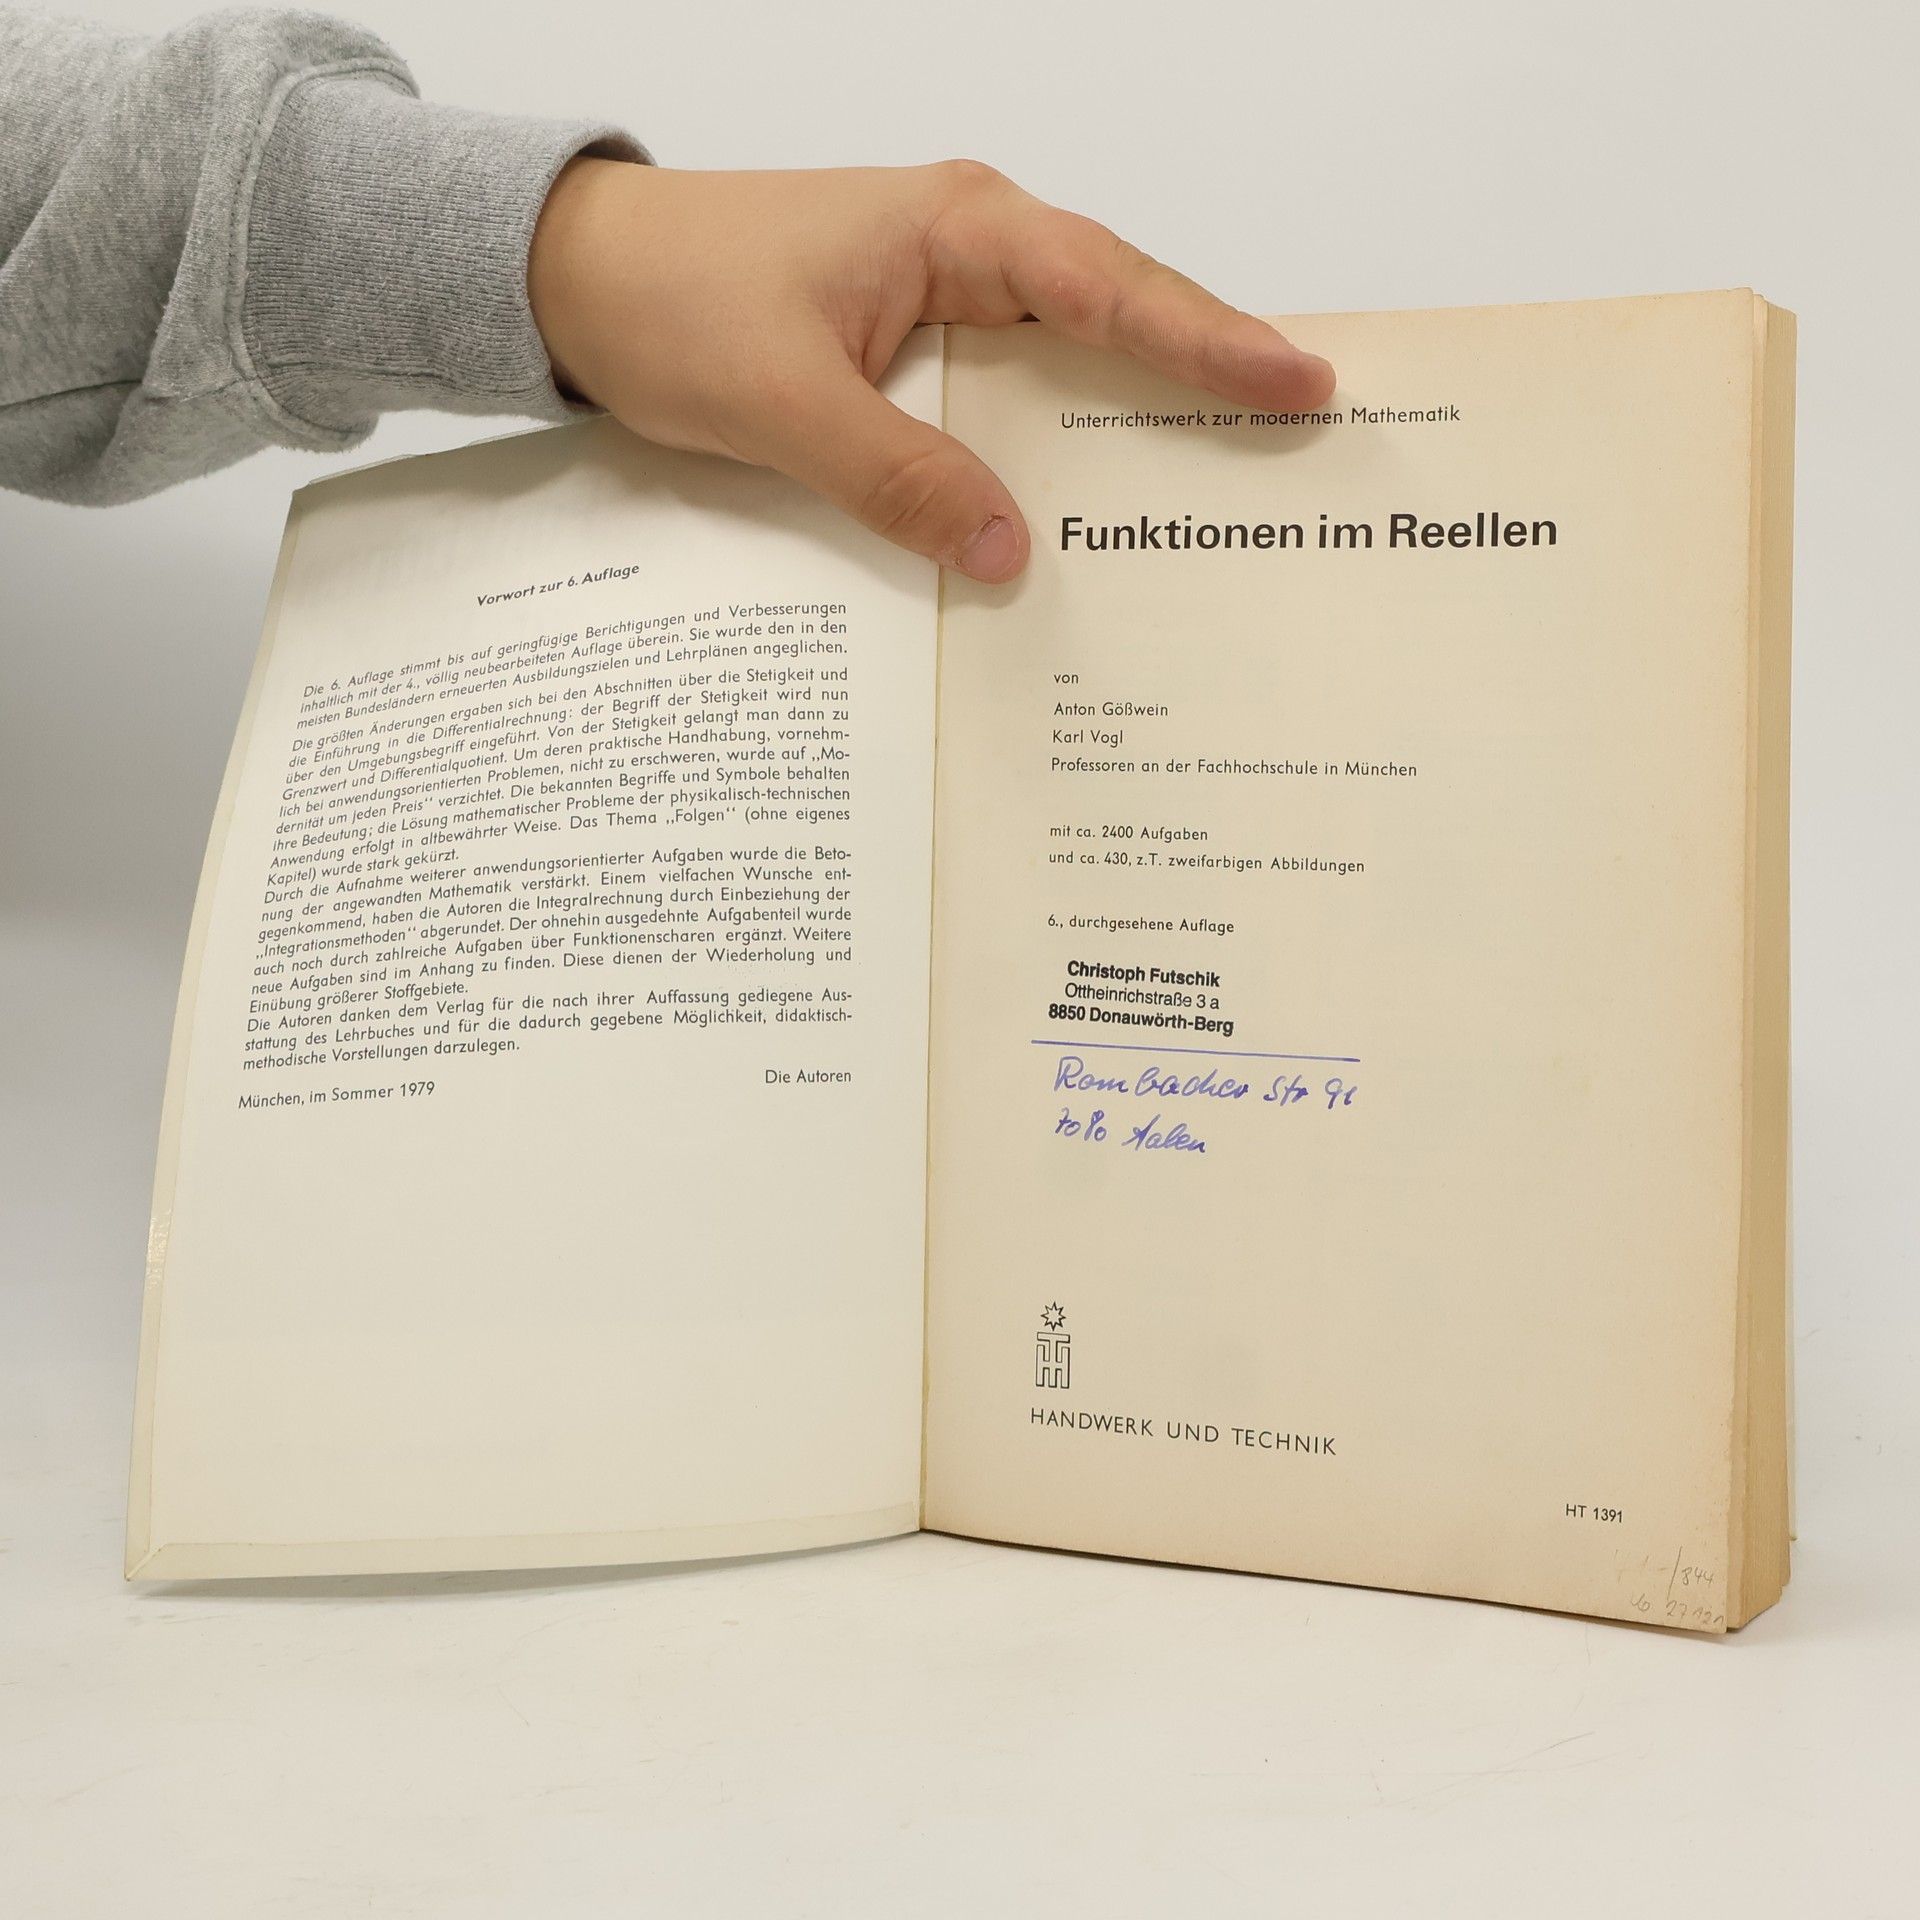 Vorwort zur 6. Auflage
Die 6. Auflage stimmt bis auf geringfügige Berichtigungen und Verbesserungen
inhaltlich mit der 4., völlig neubearbeiteten Auflage überein. Sie wurde den in den
meisten Bundesländern erneuerten Ausbildungszielen und Lehrplänen angeglichen.
Die größten Änderungen ergaben sich bei den Abschnitten über die Stetigkeit und
die Einführung in die Differentialrechnung: der Begriff der Stetigkeit wird nun
über den Umgebungsbegriff eingeführt. Von der Stetigkeit gelangt man dann zu
Grenzwert und Differentialquotient. Um deren praktische Handhabung, vornehm-
lich bei anwendungsorientierten Problemen, nicht zu erschweren, wurde auf „Mo-
dernität um jeden Preis“ verzichtet. Die bekannten Begriffe und Symbole behalten
ihre Bedeutung; die Lösung mathematischer Probleme der physikalisch-technischen
Anwendung erfolgt in altbewährter Weise. Das Thema „Folgen“ (ohne eigenes
Kapitel) wurde stark gekürzt.
Durch die Aufnahme weiterer anwendungsorientierter Aufgaben wurde die Beto-
nung der angewandten Mathematik verstärkt. Einem vielfachen Wunsche ent-
gegenkommend, haben die Autoren die Integralrechnung durch Einbeziehung der
„Integrationsmethoden“ abgerundet. Der ohnehin ausgedehnte Aufgabenteil wurde
auch noch durch zahlreiche Aufgaben über Funktionenscharen ergänzt. Weitere
neue Aufgaben sind im Anhang zu finden. Diese dienen der Wiederholung und
Einübung größerer Stoffgebiete.
Die Autoren danken dem Verlag für die nach ihrer Auffassung gediegene Aus-
stattung des Lehrbuches und für die dadurch gegebene Möglichkeit, didaktisch-
methodische Vorstellungen darzulegen.
München, im Sommer 1979
Die Autoren
Unterrichtswerk zur modernen Mathematik
Funktionen im Reellen
von
Anton Gößwein
Karl Vogl
Professoren an der Fachhochschule in München
mit ca. 2400 Aufgaben
und ca. 430, z.T. zweifarbigen Abbildungen
6., durchgesehene Auflage
Christoph Futschik
Ottheinrichstraße 3 a
8850 Donauwörth-Berg
Rombacher Str 91
7080 Aalen
HANDWERK UND TECHNIK
HT 1391
/844